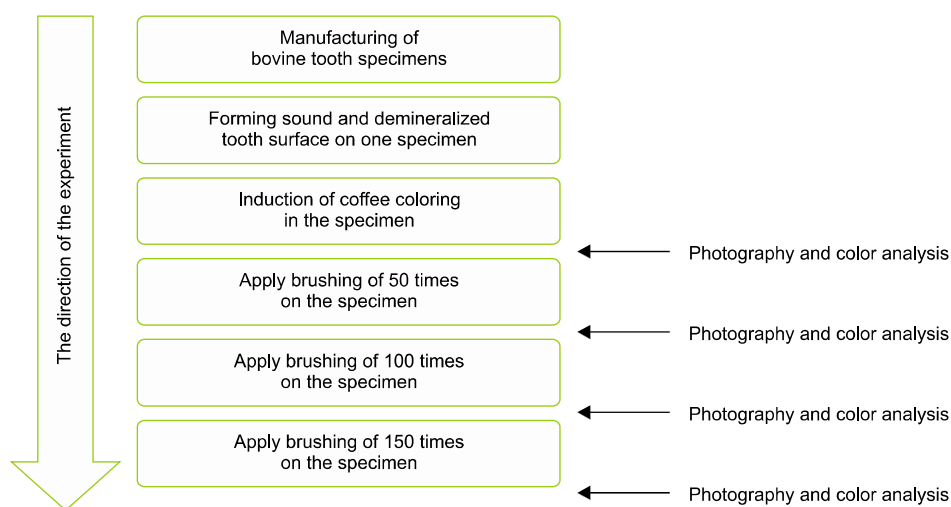 The direction of the experiment
Manufacturing of
bovine tooth specimens
Forming sound and demineralized
tooth surface on one specimen
Induction of coffee coloring
in the specimen
Photography and color analysis
Apply brushing of 50 times
on the specimen
Photography and color analysis
Apply brushing of 100 times
on the specimen
Photography and color analysis
Apply brushing of 150 times
on the specimen
Photography and color analysis